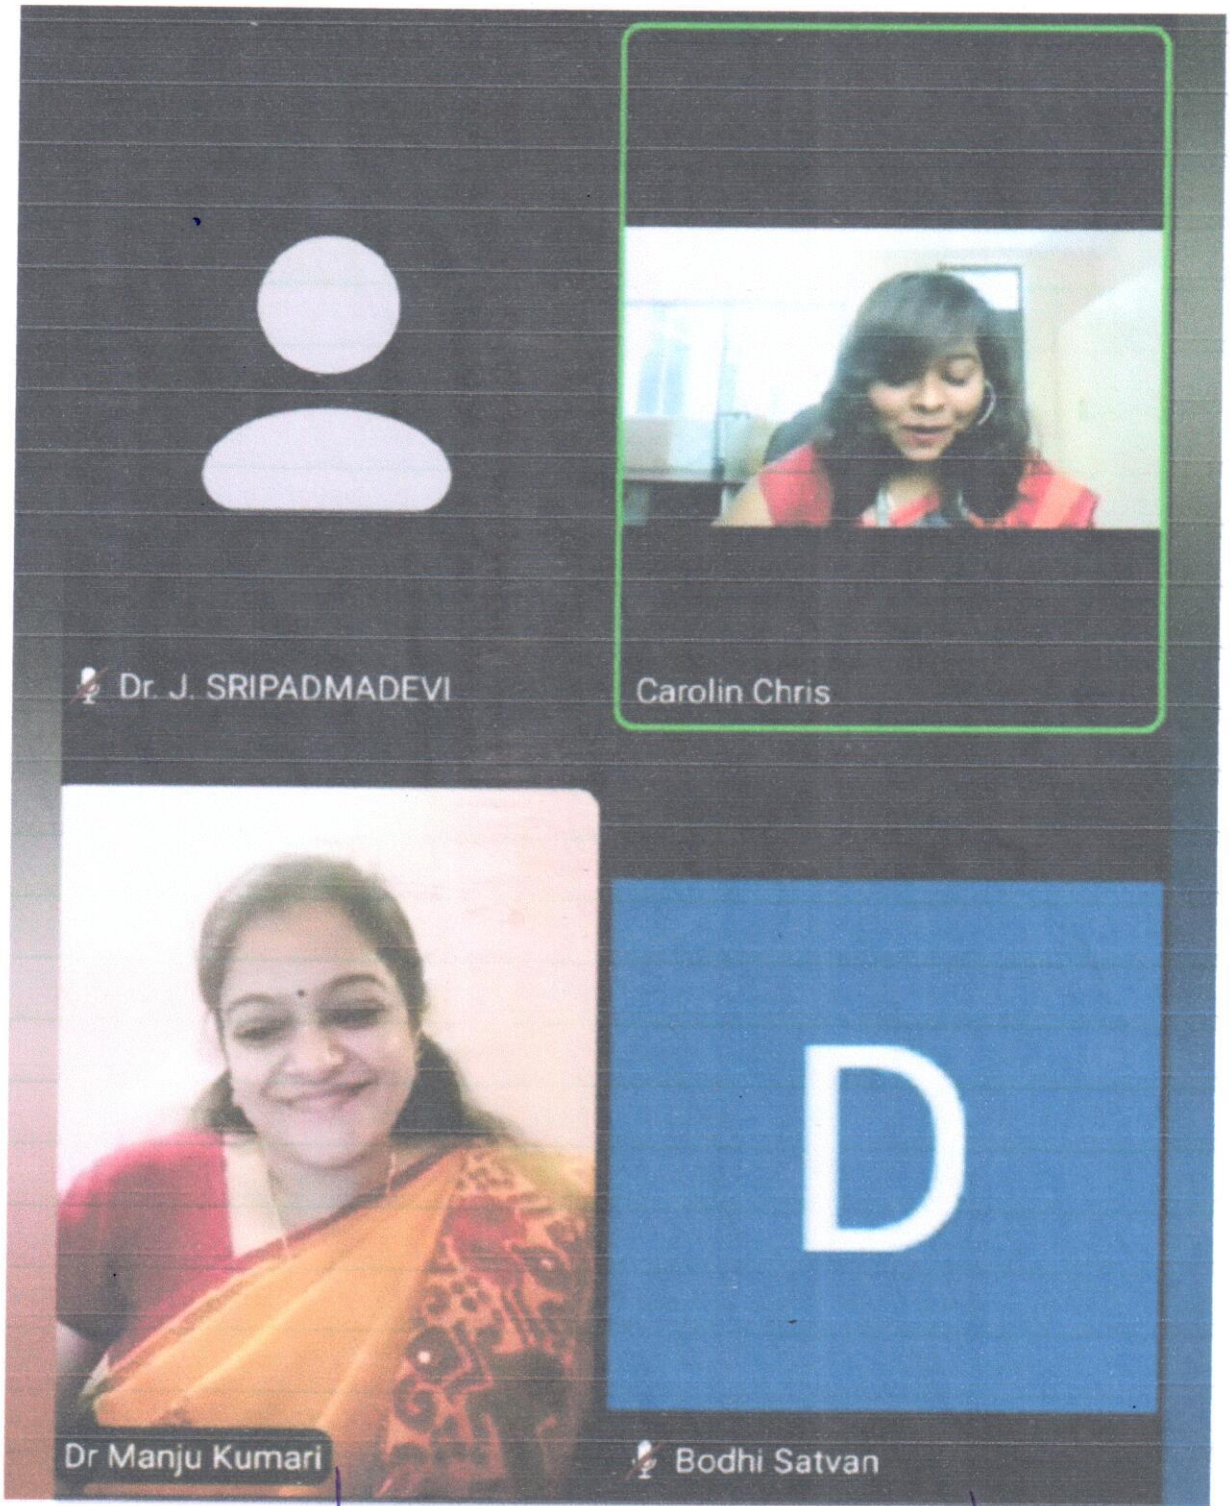 Dr. J. SRIPADMADEVI
Carolin Chris
D
Dr Manju Kumari
Bodhi Satvan